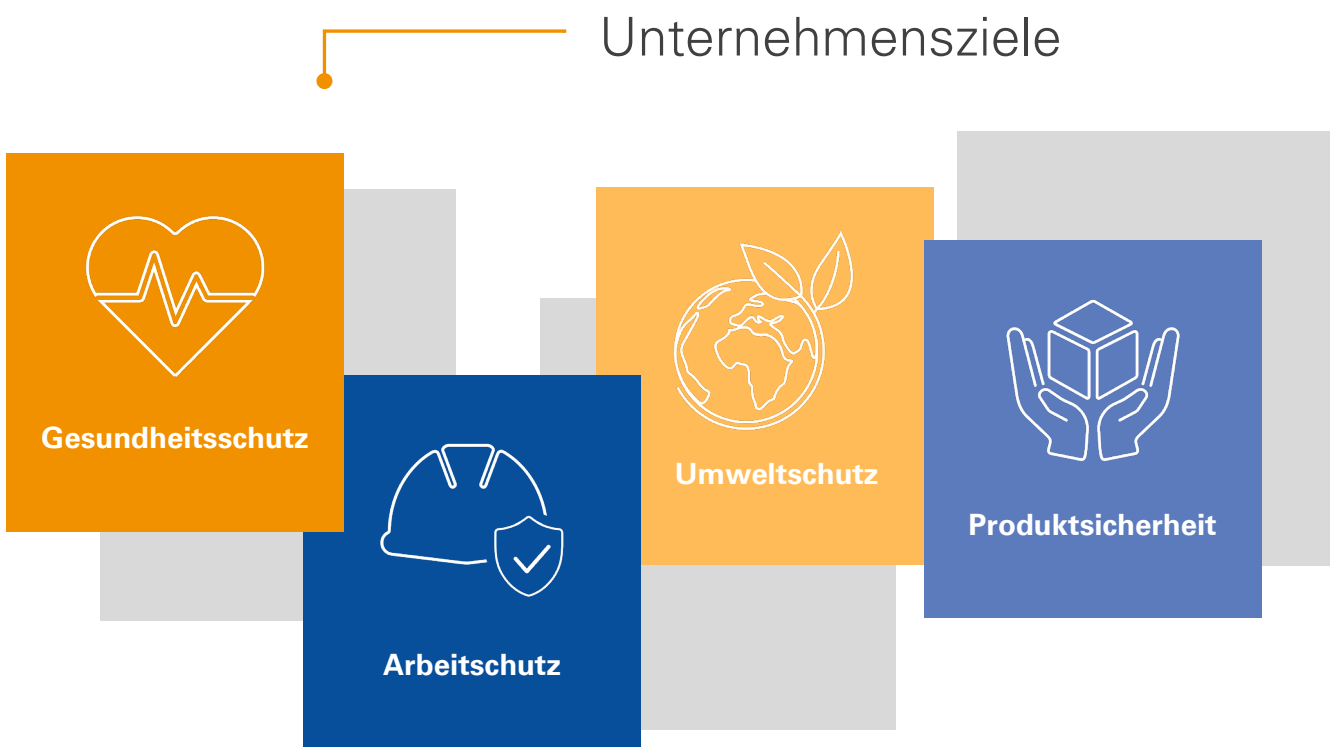 Unternehmensziele
Gesundheitsschutz
Arbeitschutz
Umweltschutz
Produktsicherheit